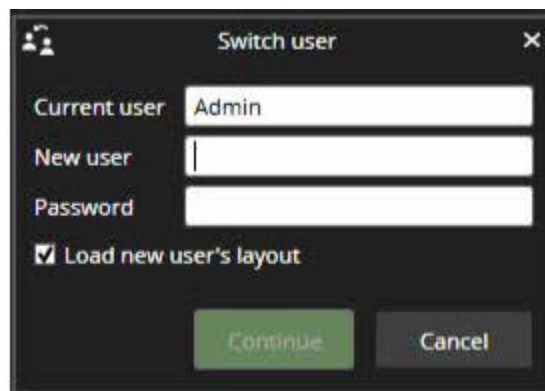 Switch user
Current user Admin
New user
Password
Load new user's layout
Continue Cancel